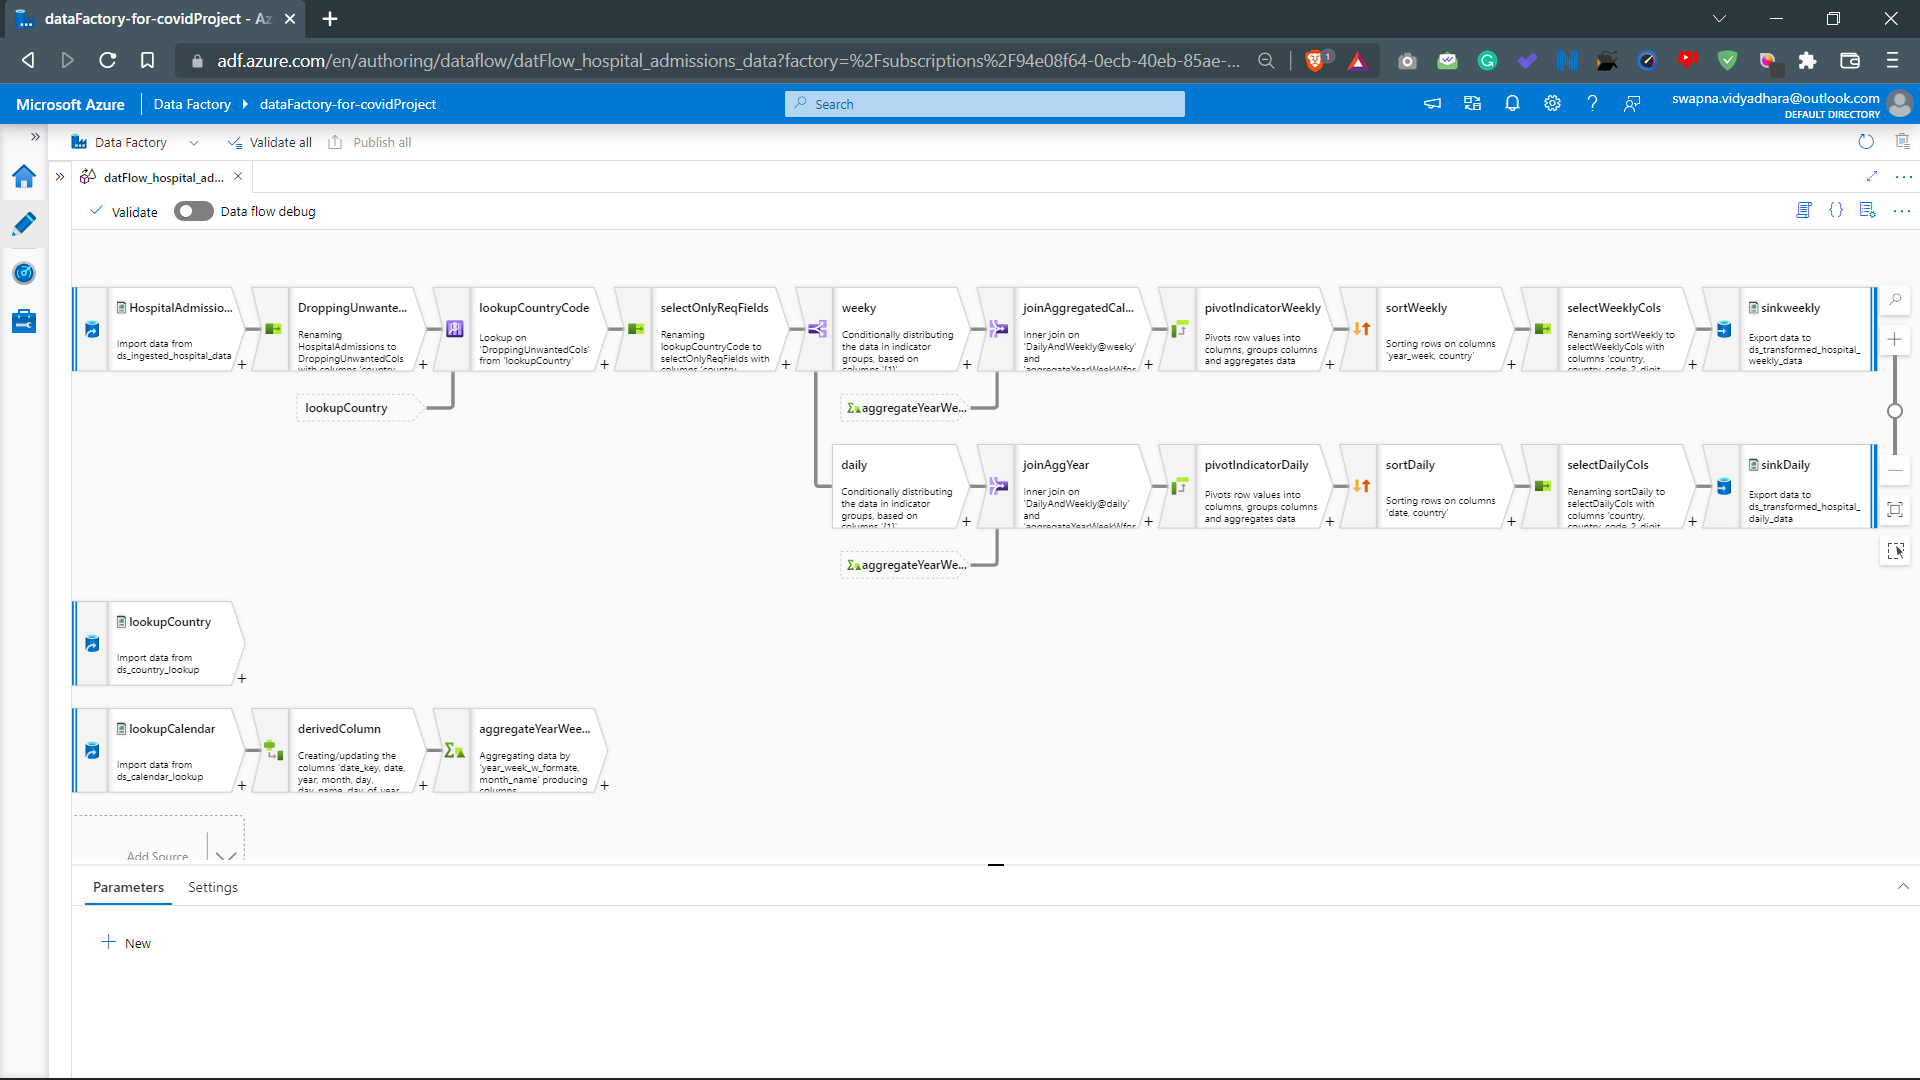 dataFactory-for-covidProject - Az
adf.azure.com/en/authoring/dataflow/datFlow_hospital_admissions_data?factory=%2Fsubscriptions%2F94e08f64-0ecb-40eb-85ae-...
1
Microsoft Azure
Data Factory
dataFactory-for-covidProject
Search
swapna.vidyadhara@outlook.com
DEFAULT DIRECTORY
Data Factory
Validate all
Publish all
datFlow_hospital_ad...
Validate
Data flow debug
HospitalAdmissio...
Import data from
ds_ingested_hospital_data
+
DroppingUnwante...
Renaming
HospitalAdmissions to
DroppingUnwantedCols
with columns 'country,
+
lookupCountryCode
Lookup on
'DroppingUnwantedCols'
from 'lookupCountry'
+
selectOnlyReqFields
Renaming
lookupCountryCode to
selectOnlyReqFields with
columns 'country,
+
weeky
Conditionally distributing
the data in indicator
groups, based on
columns '{1}'
+
joinAggregatedCal...
Inner join on
'DailyAndWeekly@weeky'
and
'aggregateYearWeekWfor
+
pivotIndicatorWeekly
Pivots row values into
columns, groups columns
and aggregates data
+
sortWeekly
Sorting rows on columns
'year_week, country'
+
selectWeeklyCols
Renaming sortWeekly to
selectWeeklyCols with
columns 'country,
country_code_2_digit,
+
sinkweekly
Export data to
ds_transformed_hospital_
weekly_data
lookupCountry
aggregateYearWe...
daily
Conditionally distributing
the data in indicator
groups, based on
columns '{1}'
+
joinAggYear
Inner join on
'DailyAndWeekly@daily'
and
'aggregateYearWeekWfor
+
pivotIndicatorDaily
Pivots row values into
columns, groups columns
and aggregates data
+
sortDaily
Sorting rows on columns
'date, country'
+
selectDailyCols
Renaming sortDaily to
selectDailyCols with
columns 'country,
country_code_2_digit,
+
sinkDaily
Export data to
ds_transformed_hospital_
daily_data
aggregateYearWe...
lookupCountry
Import data from
ds_country_lookup
+
lookupCalendar
Import data from
ds_calendar_lookup
+
derivedColumn
Creating/updating the
columns 'date_key, date,
year, month, day,
day_name, day_of_year,
+
aggregateYearWee...
Aggregating data by
'year_week_w_formate,
month_name' producing
columns
+
Add Source
Parameters
Settings
New